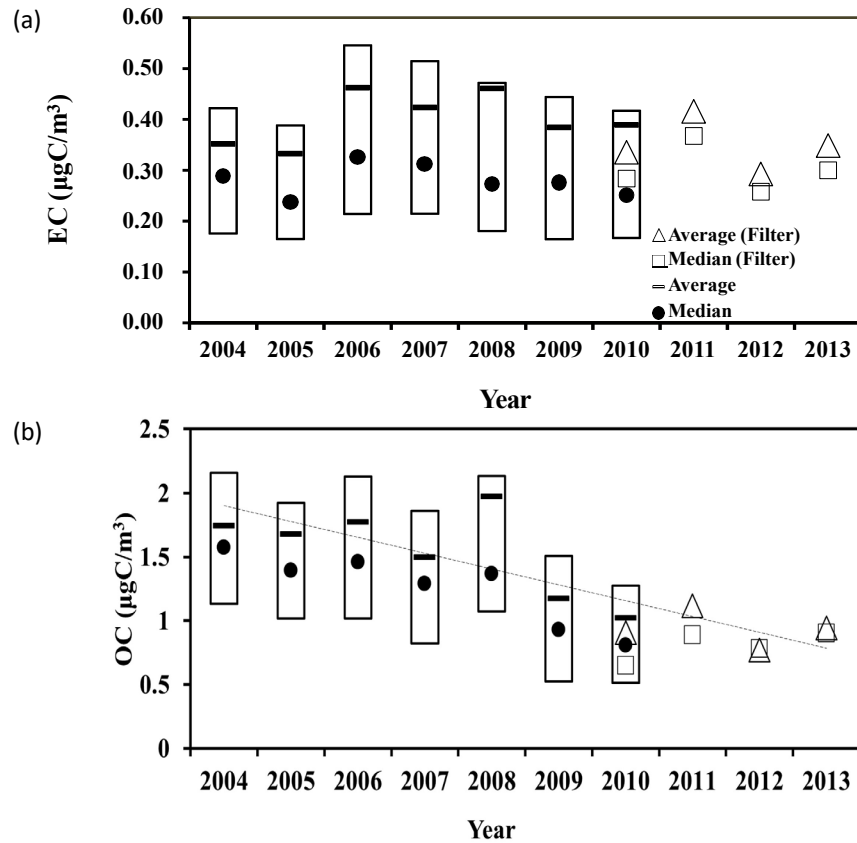 (a)
0.60
0.50
0.40
0.30
0.20
0.10
0.00
EC (µgC/m³)
Average (Filter)
Median (Filter)
Average
Median
2004 2005 2006 2007 2008 2009 2010 2011 2012 2013
Year
(b)
2.5
2
1.5
1
0.5
0
OC (µgC/m³)
2004 2005 2006 2007 2008 2009 2010 2011 2012 2013
Year